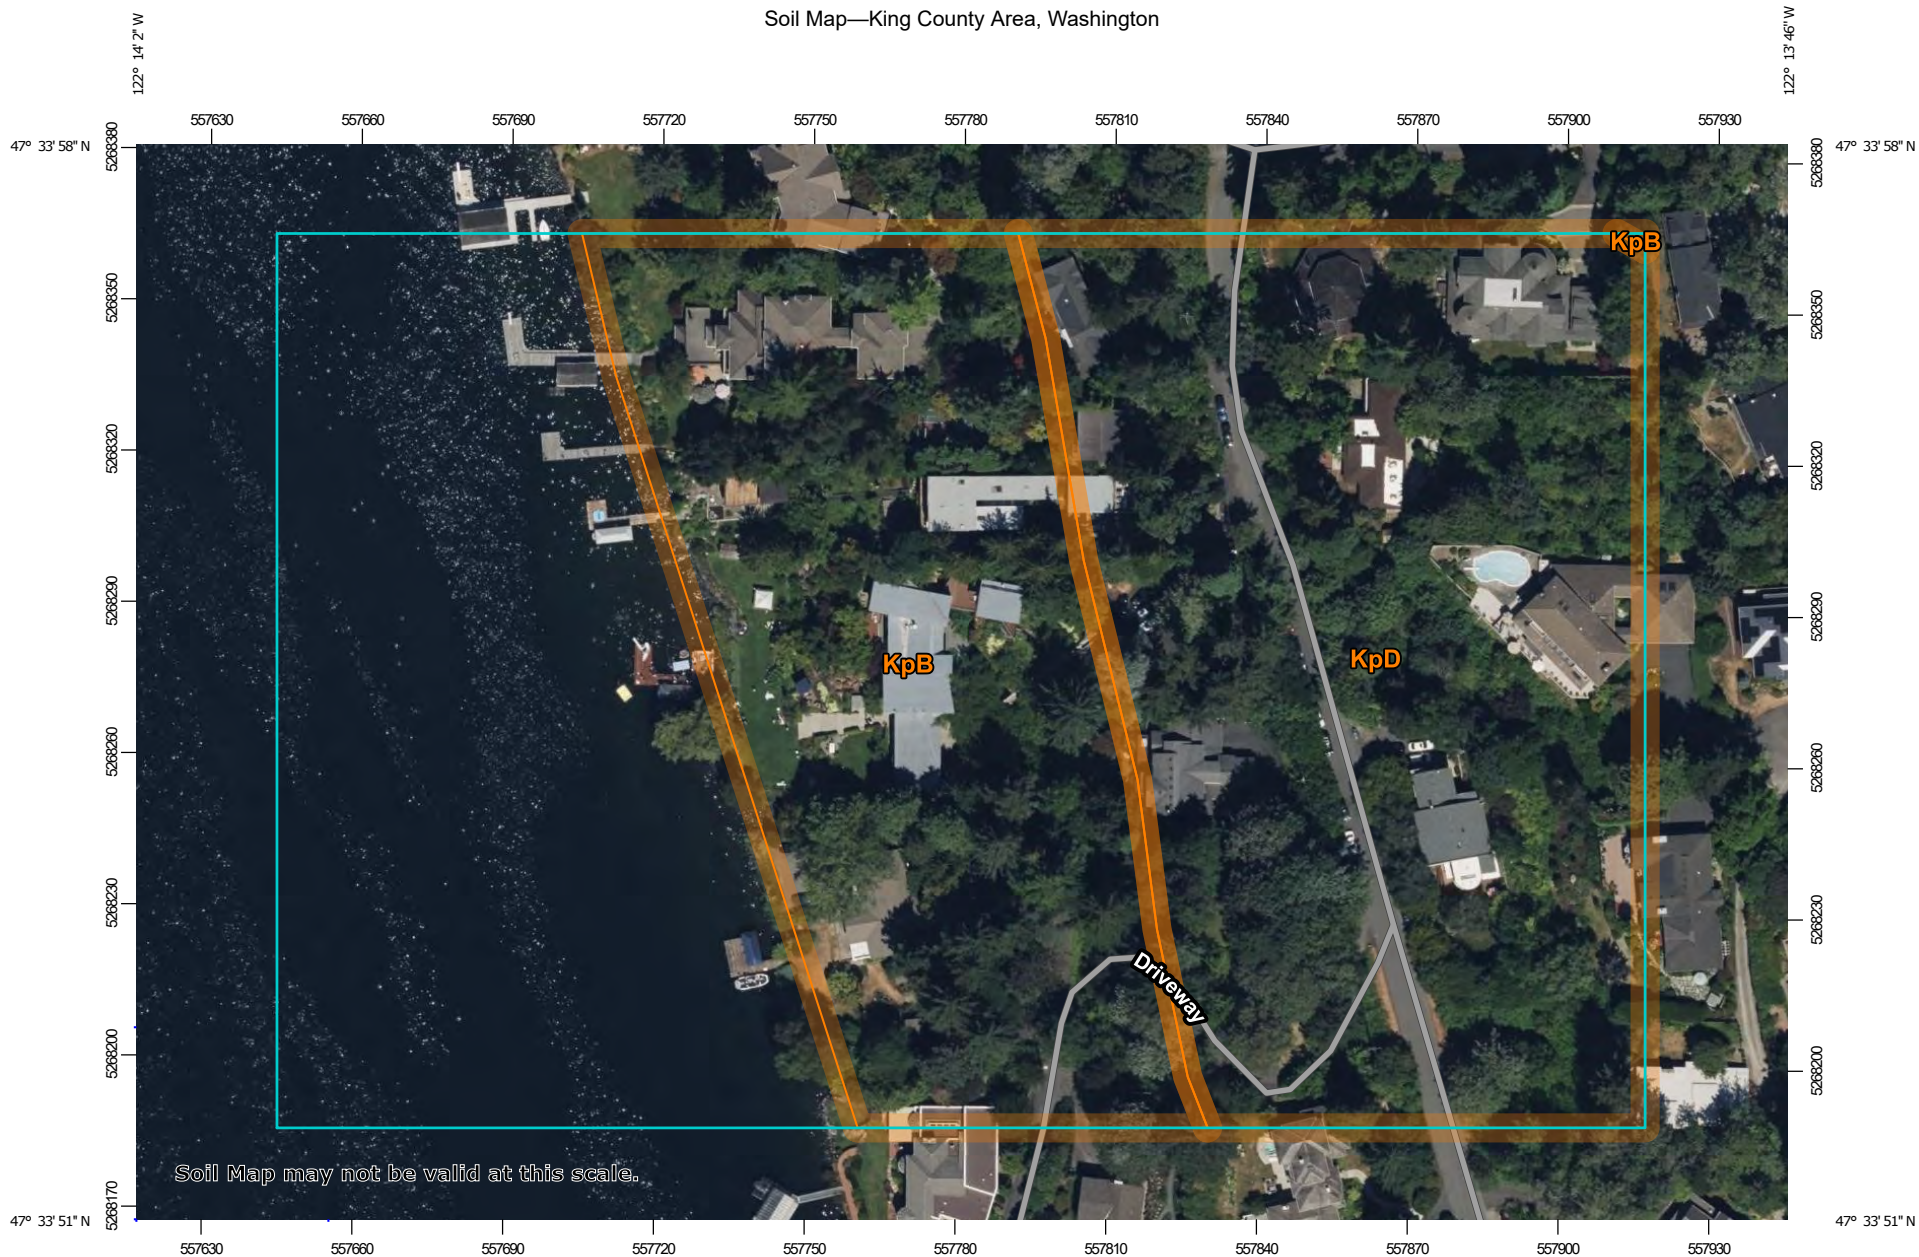 Soil Map—King County Area, Washington
122° 14' 2'' W
122° 13' 46'' W
557630 557660 557690 557720 557750 557780 557810 557840 557870 557900 557930
47° 33' 58'' N
47° 33' 58'' N
5268380
5268380
5268350
5268350
5268320
5268320
5268290
5268290
5268260
5268260
5268230
5268230
5268200
5268200
5268170
KpB
KpB
KpD
Driveway
Soil Map may not be valid at this scale.
47° 33' 51'' N
47° 33' 51'' N
557630 557660 557690 557720 557750 557780 557810 557840 557870 557900 557930